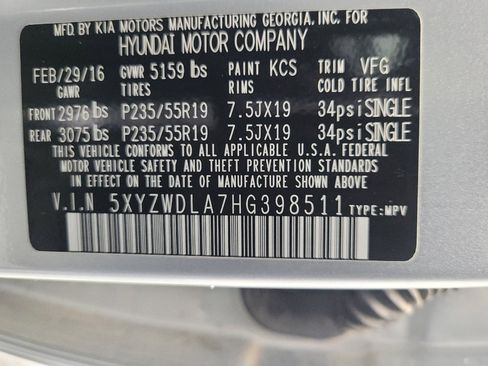 MFD. BY KIA MOTORS MANUFACTURING GEORGIA, INC. FOR
HYUNDAI MOTOR COMPANY
FEB/29/16 GVWR 5159 lbs PAINT KCS TRIM VFG
GAWR TIRES COLD TIRE INFL
FRONT 2976 lbs P235/55R19 7.5JX19 34psi SINGLE
REAR 3075 lbs P235/55R19 7.5JX19 34psi SINGLE
THIS VEHICLE CONFORMS TO ALL APPLICABLE U.S.A. FEDERAL
MOTOR VEHICLE SAFETY AND THEFT PREVENTION STANDARDS
IN EFFECT ON THE DATE OF MANUFACTURE SHOWN ABOVE.
V.I.N 5XYZWDLA7HG398511 TYPE:MPV